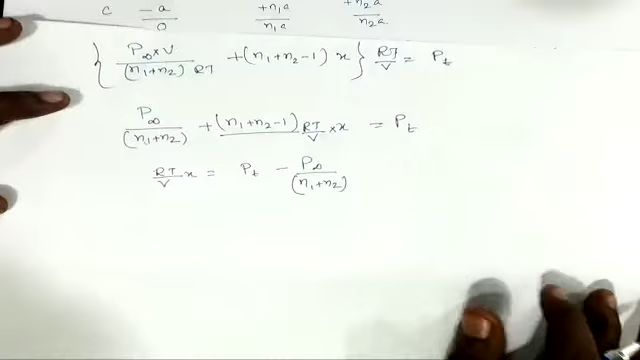 C -a/0 +n₁a/n₁a +n₂a/n₂a
{ P∞×V/(n₁+n₂)RT +(n₁+n₂-1) x } RT/V = Pt
P∞/(n₁+n₂) + (n₁+n₂-1) RT/V × x = Pt
RT/V x = Pt - P∞/(n₁+n₂)